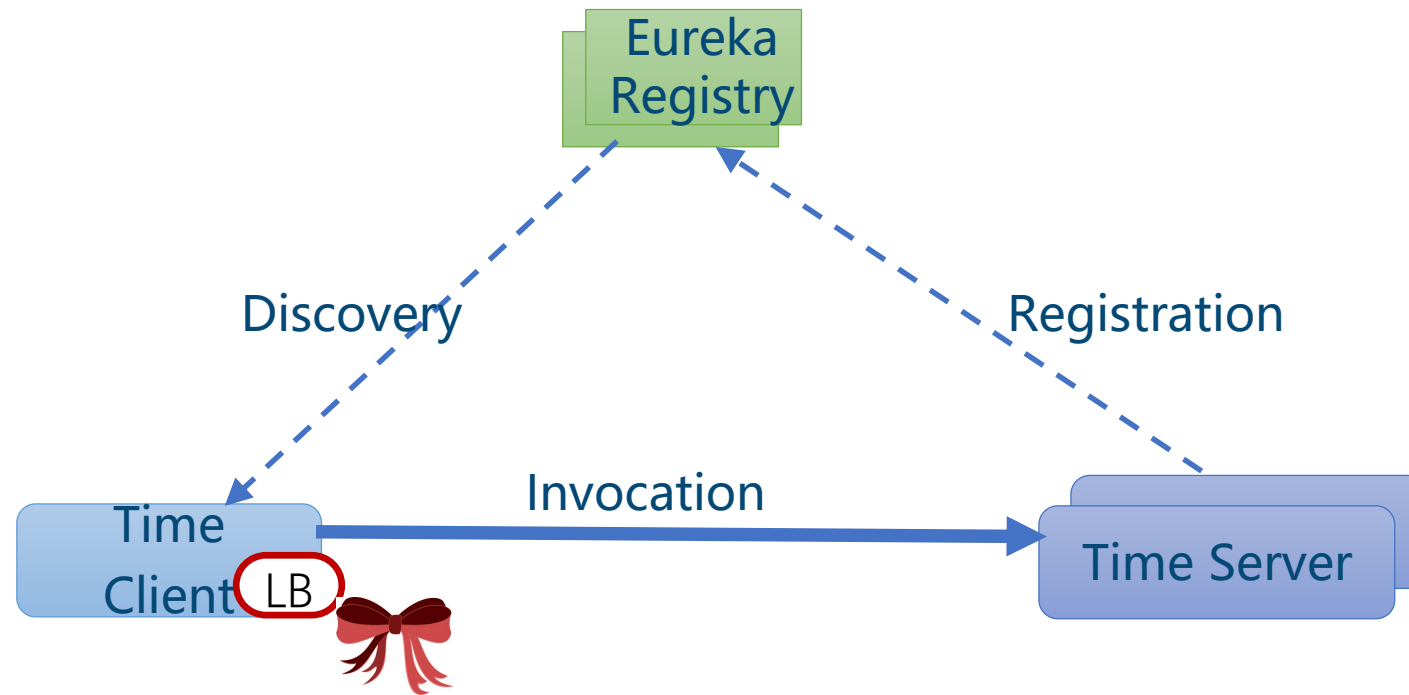 Eureka
Registry
Discovery
Registration
Invocation
Time
Client
LB
Time Server